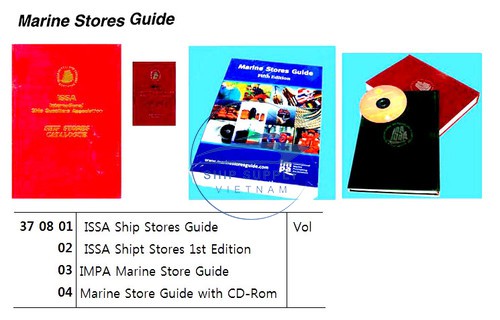 Marine Stores Guide
ISSA
International
Ship Suppliers Association
SHIP STORES
CATALOGUE
Marine Stores Guide
Fifth Edition
www.marinestoresguide.com
ISSA
SHIP SUPPLY
VIETNAM
37 08 01 ISSA Ship Stores Guide Vol
02 ISSA Shipt Stores 1st Edition
03 IMPA Marine Store Guide
04 Marine Store Guide with CD-Rom